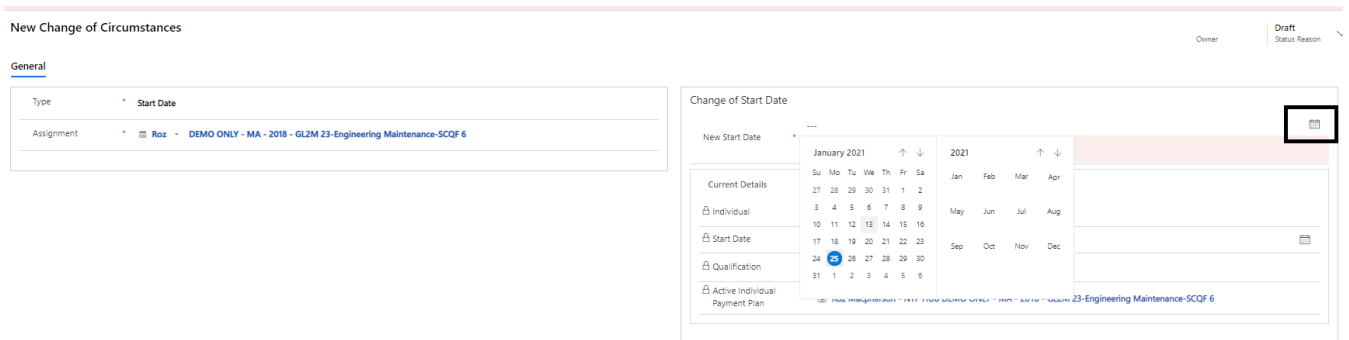 New Change of Circumstances
Owner
Draft
Status Reason
General
Type * Start Date
Assignment * Roz - DEMO ONLY - MA - 2018 - GL2M 23-Engineering Maintenance-SCQF 6
Change of Start Date
New Start Date * ---
January 2021 2021
Su Mo Tu We Th Fr Sa
27 28 29 30 31 1 2
3 4 5 6 7 8 9
10 11 12 13 14 15 16
17 18 19 20 21 22 23
24 25 26 27 28 29 30
31 1 2 3 4 5 6
Jan Feb Mar Apr
May Jun Jul Aug
Sep Oct Nov Dec
Current Details
Individual
Start Date
Qualification
Active Individual
Payment Plan
Roz Macpherson - NTP HUB DEMO ONLY - MA - 2018 - GL2M 23-Engineering Maintenance-SCQF 6